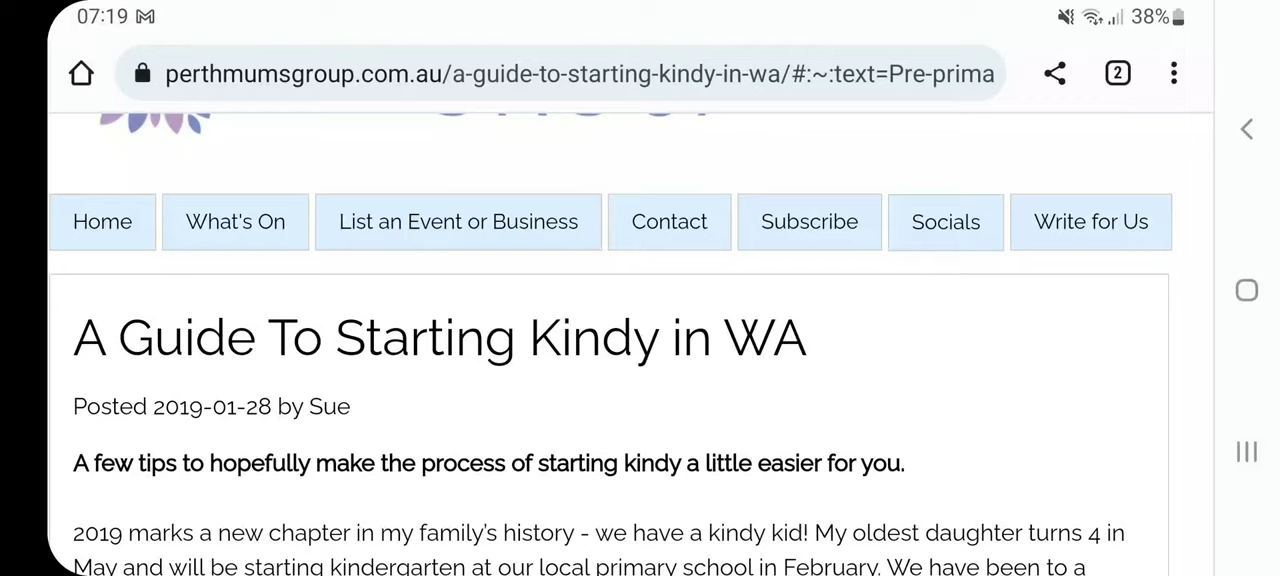 07:19
38%
perthmumsgroup.com.au/a-guide-to-starting-kindy-in-wa/#:~:text=Pre-prima
2
Home
What's On
List an Event or Business
Contact
Subscribe
Socials
Write for Us
A Guide To Starting Kindy in WA
Posted 2019-01-28 by Sue
A few tips to hopefully make the process of starting kindy a little easier for you.
2019 marks a new chapter in my family's history - we have a kindy kid! My oldest daughter turns 4 in
May and will be starting kindergarten at our local primary school in February. We have been to a